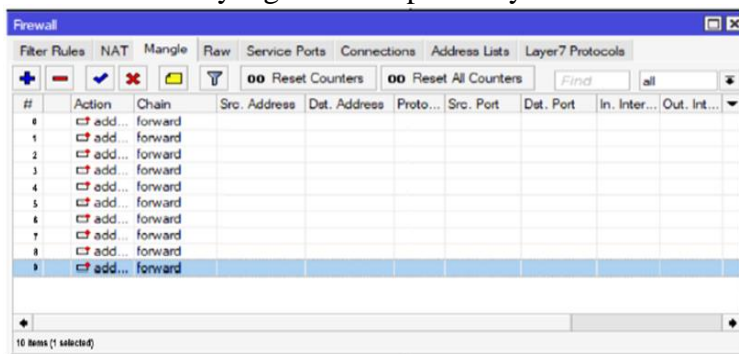 Firewall
Filter Rules NAT Mangle Raw Service Ports Connections Address Lists Layer7 Protocols
00 Reset Counters 00 Reset All Counters Find all
# Action Chain Src. Address Dst. Address Proto... Src. Port Dst. Port In. Inter... Out. Int...
0 add... forward
1 add... forward
2 add... forward
3 add... forward
4 add... forward
5 add... forward
6 add... forward
7 add... forward
8 add... forward
9 add... forward
10 items (1 selected)